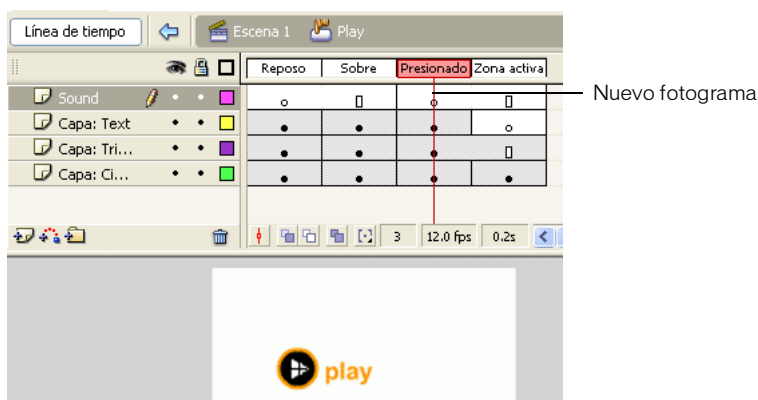 Línea de tiempo Escena 1 Play
Reposo Sobre Presionado Zona activa
Sound
Nuevo fotograma
Capa: Text
Capa: Tri...
Capa: Ci...
3 12.0 fps 0.2s
play